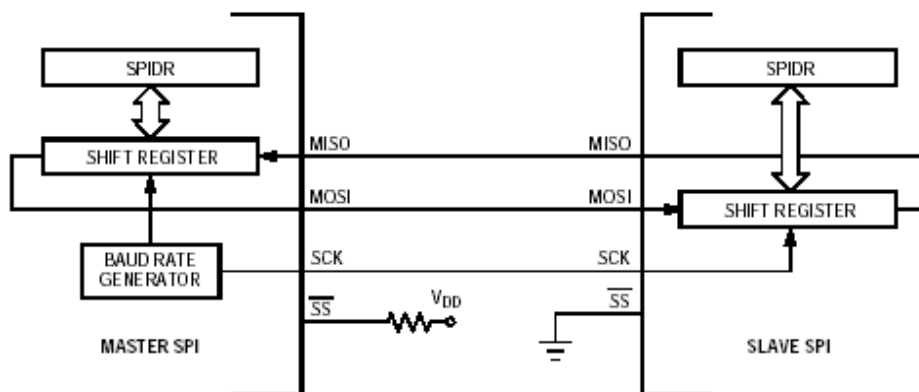 SPIDR
SPIDR
SHIFT REGISTER
MISO
MISO
MOSI
MOSI
SHIFT REGISTER
BAUD RATE
GENERATOR
SCK
SCK
SS
VDD
SS
MASTER SPI
SLAVE SPI